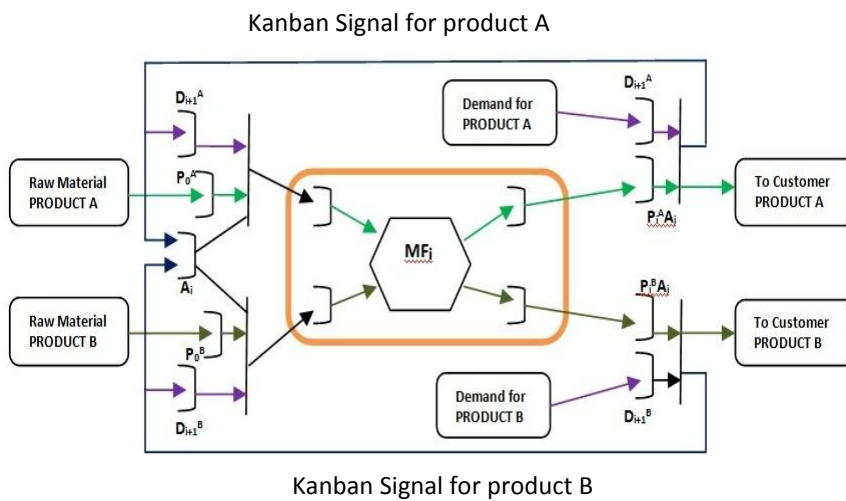 Kanban Signal for product A
Dᵢ₊₁ᴬ
Demand for
PRODUCT A
Dᵢ₊₁ᴬ
Raw Material
PRODUCT A
P₀ᴬ
PᵢᴬAᵢ
To Customer
PRODUCT A
Aᵢ
MFᵢ
PᵢᴮAᵢ
Raw Material
PRODUCT B
P₀ᴮ
To Customer
PRODUCT B
Dᵢ₊₁ᴮ
Demand for
PRODUCT B
Dᵢ₊₁ᴮ
Kanban Signal for product B